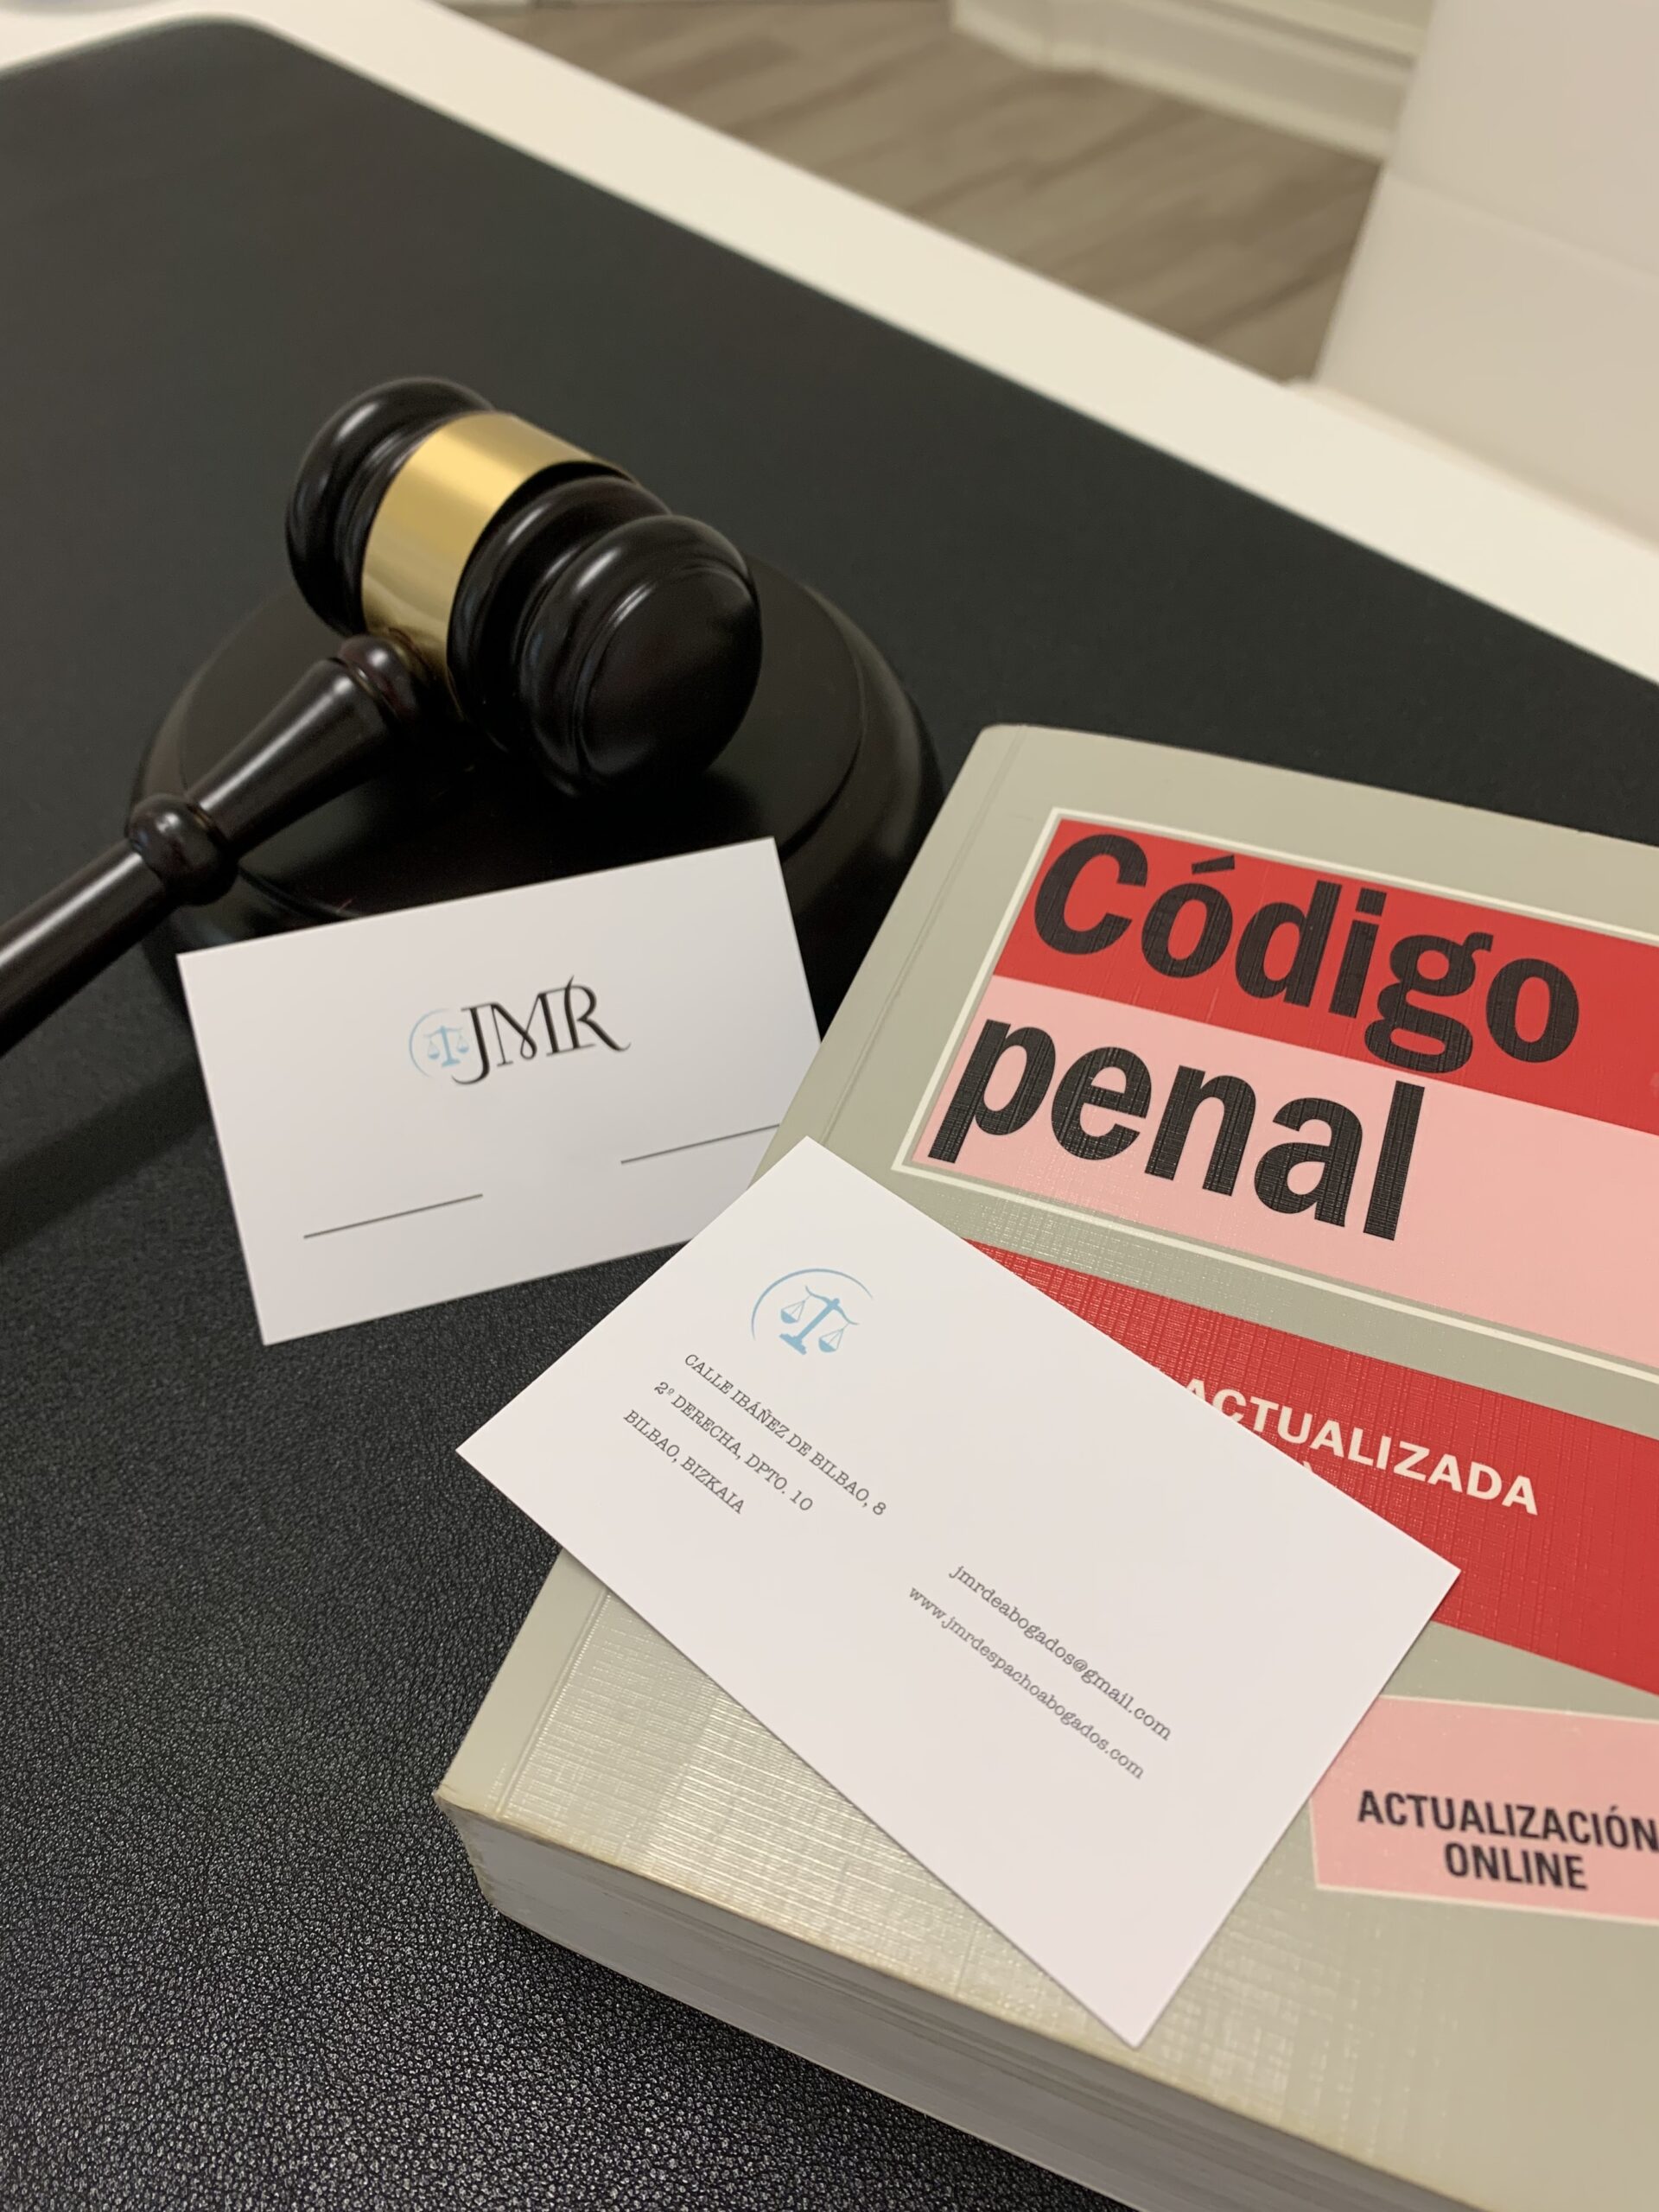 JMR
Código
penal
ACTUALIZADA
CALLE IBÁÑEZ DE BILBAO, 8
2º DERECHA, DPTO. 10
BILBAO, BIZKAIA
jmrdeabogados@gmail.com
www.jmrdespachoabogados.com
ACTUALIZACIÓN
ONLINE